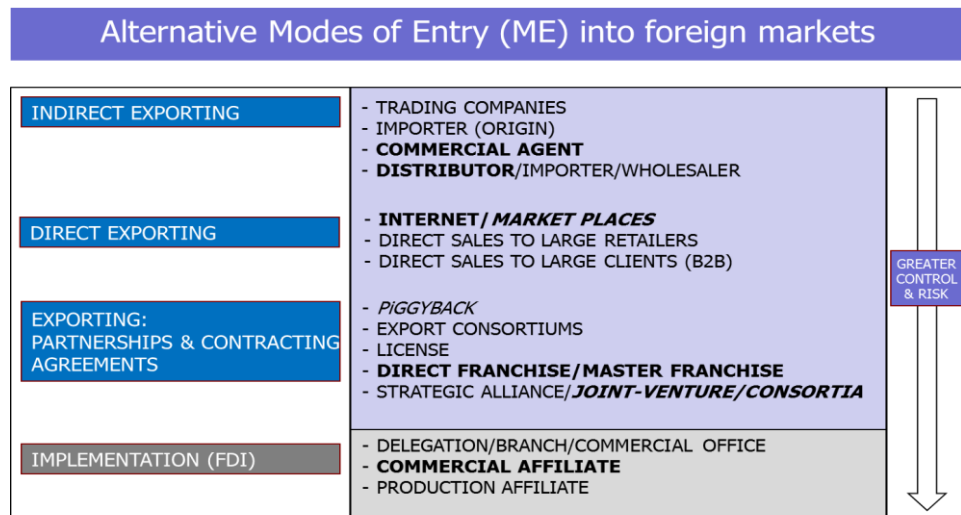 Alternative Modes of Entry (ME) into foreign markets
INDIRECT EXPORTING
- TRADING COMPANIES
- IMPORTER (ORIGIN)
- COMMERCIAL AGENT
- DISTRIBUTOR/IMPORTER/WHOLESALER
DIRECT EXPORTING
- INTERNET/MARKET PLACES
- DIRECT SALES TO LARGE RETAILERS
- DIRECT SALES TO LARGE CLIENTS (B2B)
EXPORTING:
PARTNERSHIPS & CONTRACTING
AGREEMENTS
- PiGGYBACK
- EXPORT CONSORTIUMS
- LICENSE
- DIRECT FRANCHISE/MASTER FRANCHISE
- STRATEGIC ALLIANCE/JOINT-VENTURE/CONSORTIA
IMPLEMENTATION (FDI)
- DELEGATION/BRANCH/COMMERCIAL OFFICE
- COMMERCIAL AFFILIATE
- PRODUCTION AFFILIATE
GREATER
CONTROL
& RISK